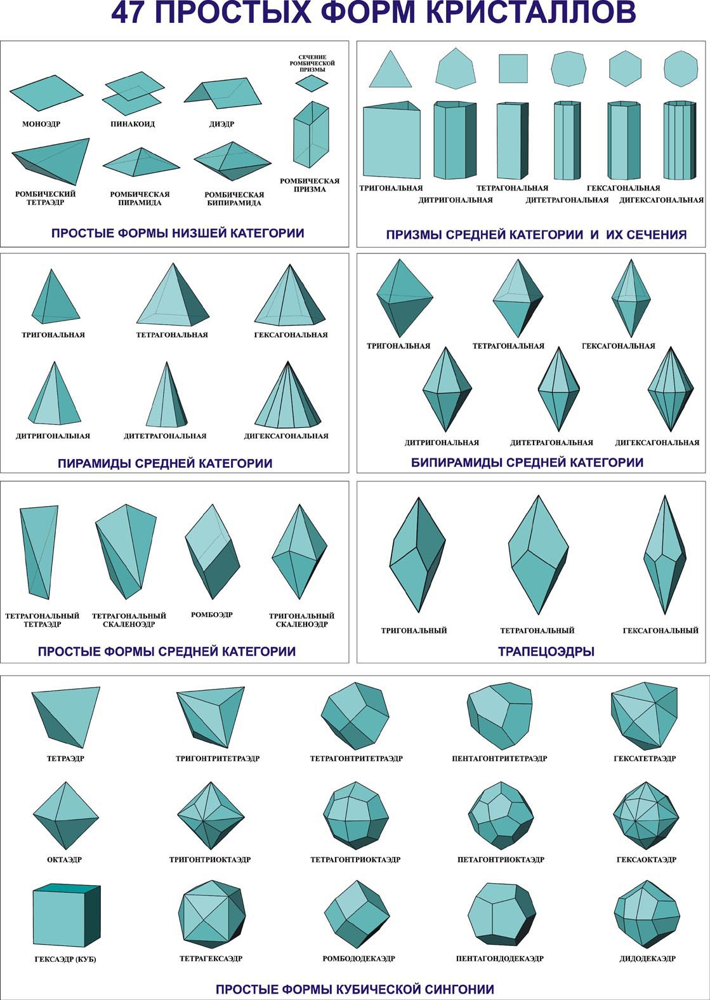 47 ПРОСТЫХ ФОРМ КРИСТАЛЛОВ
СЕЧЕНИЕ
РОМБИЧЕСКОЙ
ПРИЗМЫ
МОНОЭДР
ПИНАКОИД
ДИЭДР
РОМБИЧЕСКИЙ
ТЕТРАЭДР
РОМБИЧЕСКАЯ
ПИРАМИДА
РОМБИЧЕСКАЯ
БИПИРАМИДА
РОМБИЧЕСКАЯ
ПРИЗМА
ПРОСТЫЕ ФОРМЫ НИЗШЕЙ КАТЕГОРИИ
ТРИГОНАЛЬНАЯ
ДИТРИГОНАЛЬНАЯ
ТЕТРАГОНАЛЬНАЯ
ДИТЕТРАГОНАЛЬНАЯ
ГЕКСАГОНАЛЬНАЯ
ДИГЕКСАГОНАЛЬНАЯ
ПРИЗМЫ СРЕДНЕЙ КАТЕГОРИИ И ИХ СЕЧЕНИЯ
ТРИГОНАЛЬНАЯ
ТЕТРАГОНАЛЬНАЯ
ГЕКСАГОНАЛЬНАЯ
ДИТРИГОНАЛЬНАЯ
ДИТЕТРАГОНАЛЬНАЯ
ДИГЕКСАГОНАЛЬНАЯ
ПИРАМИДЫ СРЕДНЕЙ КАТЕГОРИИ
ТРИГОНАЛЬНАЯ
ТЕТРАГОНАЛЬНАЯ
ГЕКСАГОНАЛЬНАЯ
ДИТРИГОНАЛЬНАЯ
ДИТЕТРАГОНАЛЬНАЯ
ДИГЕКСАГОНАЛЬНАЯ
БИПИРАМИДЫ СРЕДНЕЙ КАТЕГОРИИ
ТЕТРАГОНАЛЬНЫЙ
ТЕТРАЭДР
ТЕТРАГОНАЛЬНЫЙ
СКАЛЕНОЭДР
РОМБОЭДР
ТРИГОНАЛЬНЫЙ
СКАЛЕНОЭДР
ПРОСТЫЕ ФОРМЫ СРЕДНЕЙ КАТЕГОРИИ
ТРИГОНАЛЬНЫЙ
ТЕТРАГОНАЛЬНЫЙ
ГЕКСАГОНАЛЬНЫЙ
ТРАПЕЦОЭДРЫ
ТЕТРАЭДР
ТРИГОНТРИТЕТРАЭДР
ТЕТРАГОНТРИТЕТРАЭДР
ПЕНТАГОНТРИТЕТРАЭДР
ГЕКСАТЕТРАЭДР
ОКТАЭДР
ТРИГОНТРИОКТАЭДР
ТЕТРАГОНТРИОКТАЭДР
ПЕТАГОНТРИОКТАЭДР
ГЕКСАОКТАЭДР
ГЕКСАЭДР (КУБ)
ТЕТРАГЕКСАЭДР
РОМБОДОДЕКАЭДР
ПЕНТАГОНДОДЕКАЭДР
ДИДОДЕКАЭДР
ПРОСТЫЕ ФОРМЫ КУБИЧЕСКОЙ СИНГОНИИ